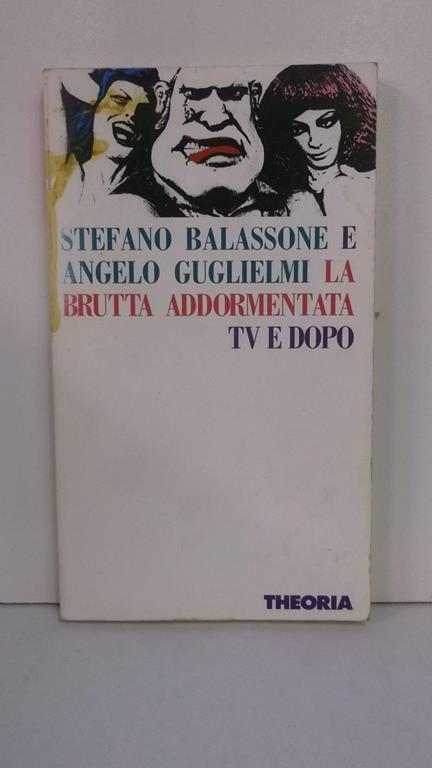 STEFANO BALASSONE E
ANGELO GUGLIELMI LA
BRUTTA ADDORMENTATA
TV E DOPO
THEORIA